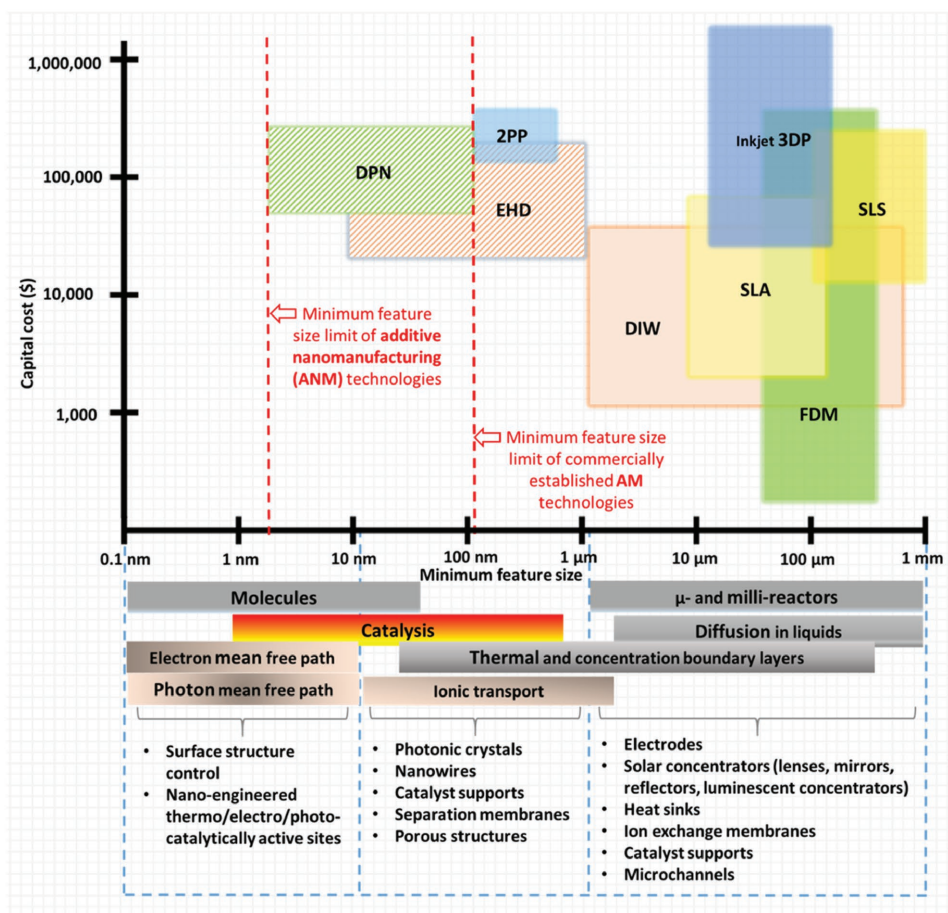 1,000,000
100,000
10,000
1,000
Capital cost ($)
DPN
2PP
EHD
Inkjet 3DP
SLS
SLA
DIW
FDM
Minimum feature
size limit of additive
nanomanufacturing
(ANM) technologies
Minimum feature size
limit of commercially
established AM
technologies
0.1 nm
1 nm
10 nm
100 nm
1 µm
10 µm
100 µm
1 mm
Minimum feature size
Molecules
µ- and milli-reactors
Catalysis
Diffusion in liquids
Electron mean free path
Thermal and concentration boundary layers
Photon mean free path
Ionic transport
• Surface structure
control
• Nano-engineered
thermo/electro/photo-
catalytically active sites
• Photonic crystals
• Nanowires
• Catalyst supports
• Separation membranes
• Porous structures
• Electrodes
• Solar concentrators (lenses, mirrors,
reflectors, luminescent concentrators)
• Heat sinks
• Ion exchange membranes
• Catalyst supports
• Microchannels